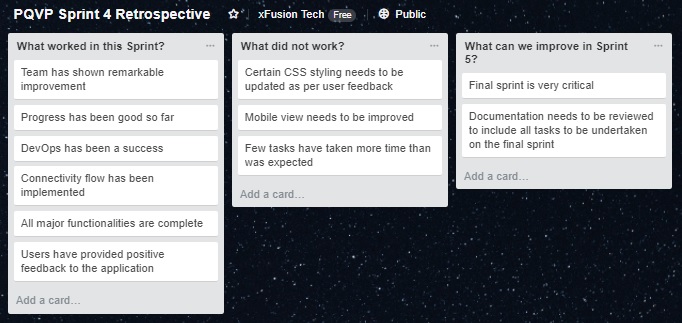 PQVP Sprint 4 Retrospective
xFusion Tech Free
Public
What worked in this Sprint?
Team has shown remarkable
improvement
Progress has been good so far
DevOps has been a success
Connectivity flow has been
implemented
All major functionalities are complete
Users have provided positive
feedback to the application
Add a card…
What did not work?
Certain CSS styling needs to be
updated as per user feedback
Mobile view needs to be improved
Few tasks have taken more time than
was expected
Add a card…
What can we improve in Sprint
5?
Final sprint is very critical
Documentation needs to be reviewed
to include all tasks to be undertaken
on the final sprint
Add a card…